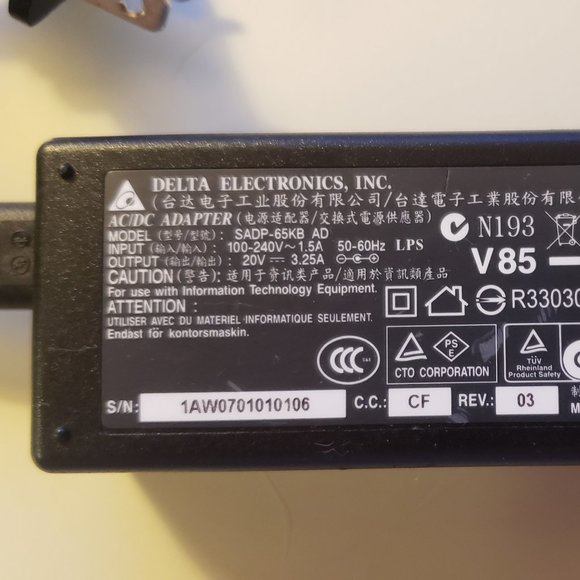 DELTA ELECTRONICS, INC.
(台达电子工业股份有限公司/台達電子工業股份有限
AC/DC ADAPTER (电源适配器/交换式電源供應器)
MODEL (型号/型號): SADP-65KB AD
INPUT (输入/輸入): 100-240V~1.5A 50-60Hz LPS
OUTPUT (输出/輸出): 20V 3.25A
CAUTION (警告): 适用于资讯类产品/適用於資訊類產品
For use with Information Technology Equipment.
ATTENTION :
UTILISER AVEC DU MATERIEL INFORMATIQUE SEULEMENT.
Endast för kontorsmaskin.
N193
V85
R33030
CCC
CTO CORPORATION
PS
E
TÜV
Rheinland
Product Safety
S/N: 1AW0701010106 C.C.: CF REV.: 03